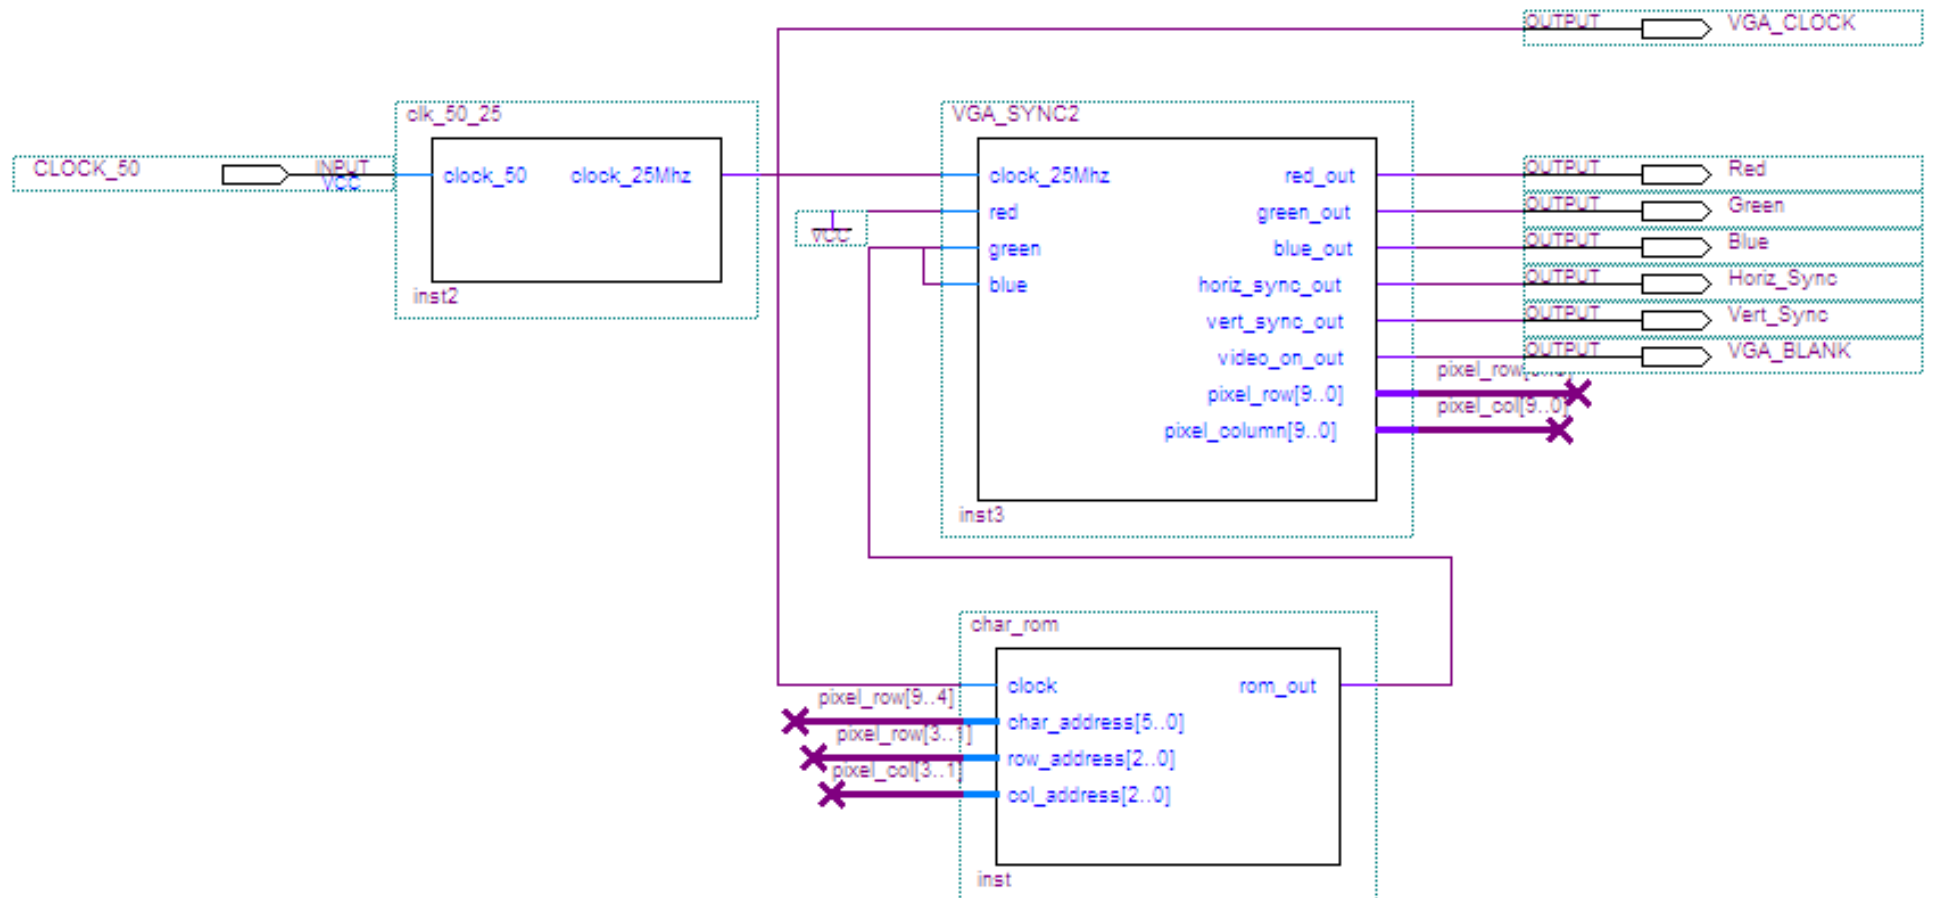 OUTPUT VGA_CLOCK
clk_50_25
VGA_SYNC2
CLOCK_50 INPUT
VCC
clock_50 clock_25Mhz
clock_25Mhz red_out
OUTPUT Red
VCC
red green_out
OUTPUT Green
green blue_out
OUTPUT Blue
blue horiz_sync_out
OUTPUT Horiz_Sync
inst2
vert_sync_out
OUTPUT Vert_Sync
video_on_out
OUTPUT VGA_BLANK
pixel_row[9..0]
pixel_col[9..0]
pixel_column[9..0]
inst3
char_rom
clock rom_out
pixel_row[9..4]
char_address[5..0]
pixel_row[3..1]
row_address[2..0]
pixel_col[3..1]
col_address[2..0]
inst